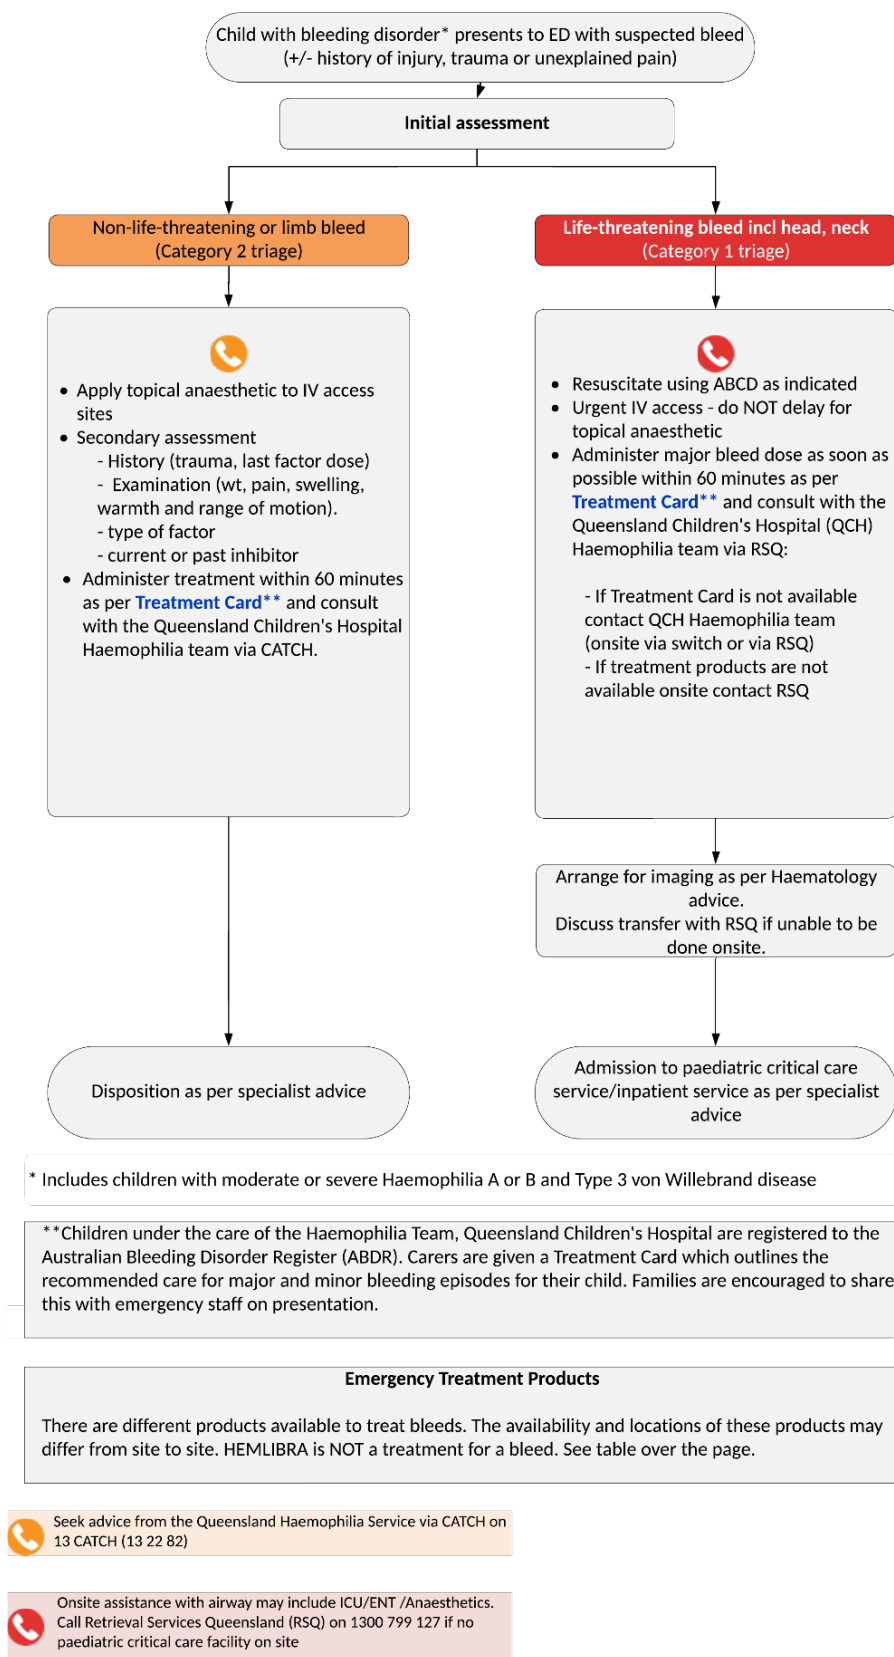 Child with bleeding disorder* presents to ED with suspected bleed
(+/- history of injury, trauma or unexplained pain)
Initial assessment
Non-life-threatening or limb bleed
(Category 2 triage)
Life-threatening bleed incl head, neck
(Category 1 triage)
• Apply topical anaesthetic to IV access
sites
• Secondary assessment
- History (trauma, last factor dose)
- Examination (wt, pain, swelling,
warmth and range of motion).
- type of factor
- current or past inhibitor
• Administer treatment within 60 minutes
as per Treatment Card** and consult
with the Queensland Children's Hospital
Haemophilia team via CATCH.
• Resuscitate using ABCD as indicated
• Urgent IV access - do NOT delay for
topical anaesthetic
• Administer major bleed dose as soon as
possible within 60 minutes as per
Treatment Card** and consult with the
Queensland Children's Hospital (QCH)
Haemophilia team via RSQ:
- If Treatment Card is not available
contact QCH Haemophilia team
(onsite via switch or via RSQ)
- If treatment products are not
available onsite contact RSQ
Arrange for imaging as per Haematology
advice.
Discuss transfer with RSQ if unable to be
done onsite.
Disposition as per specialist advice
Admission to paediatric critical care
service/inpatient service as per specialist
advice
* Includes children with moderate or severe Haemophilia A or B and Type 3 von Willebrand disease
**Children under the care of the Haemophilia Team, Queensland Children's Hospital are registered to the
Australian Bleeding Disorder Register (ABDR). Carers are given a Treatment Card which outlines the
recommended care for major and minor bleeding episodes for their child. Families are encouraged to share
this with emergency staff on presentation.
Emergency Treatment Products
There are different products available to treat bleeds. The availability and locations of these products may
differ from site to site. HEMLIBRA is NOT a treatment for a bleed. See table over the page.
Seek advice from the Queensland Haemophilia Service via CATCH on
13 CATCH (13 22 82)
Onsite assistance with airway may include ICU/ENT /Anaesthetics.
Call Retrieval Services Queensland (RSQ) on 1300 799 127 if no
paediatric critical care facility on site